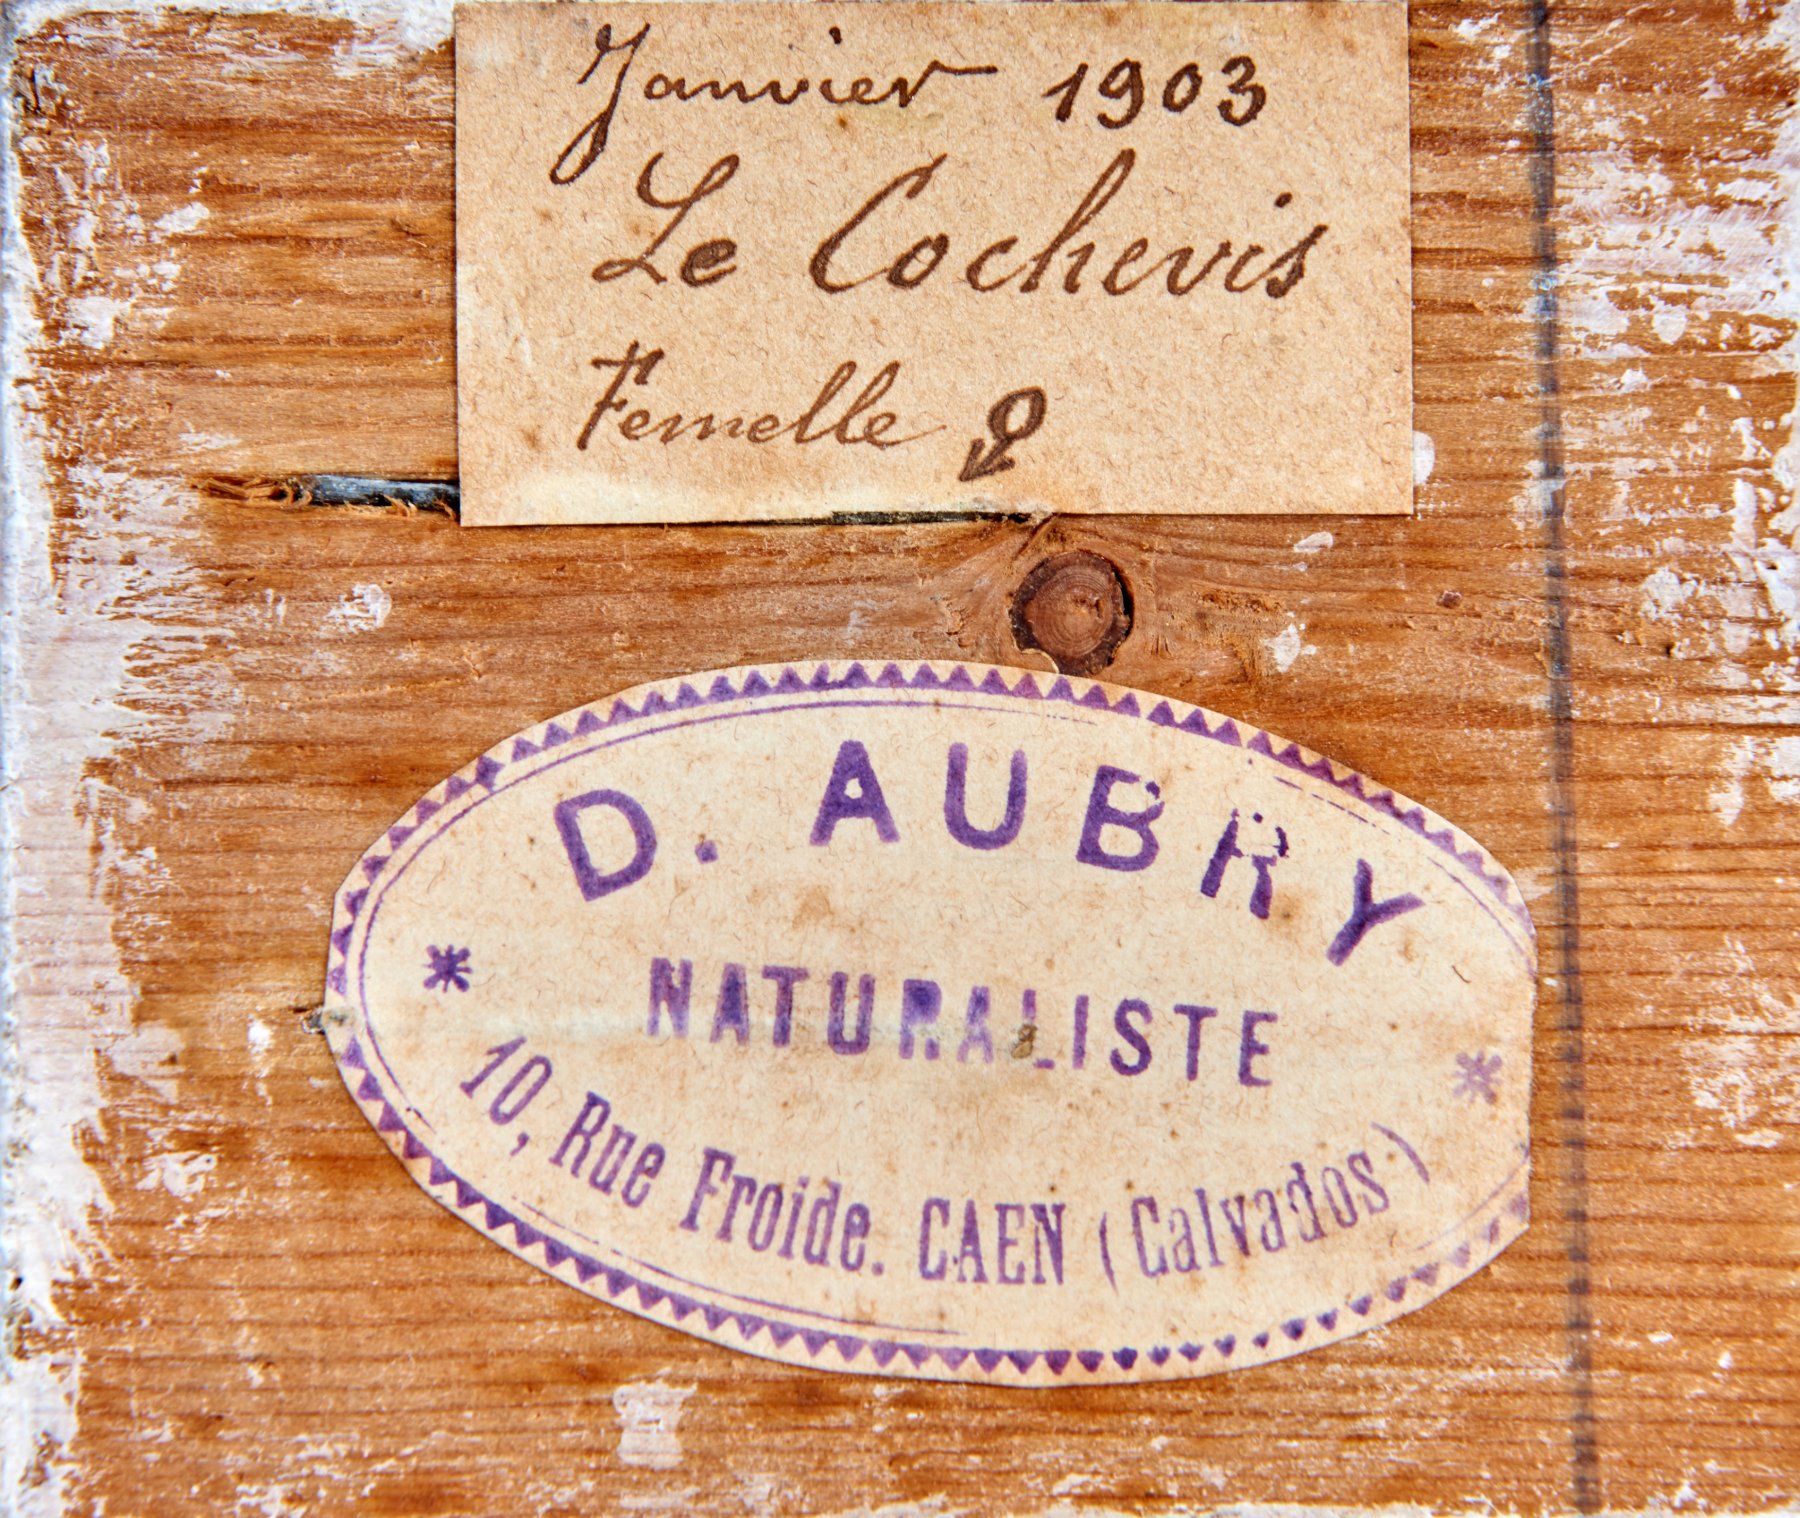 Janvier 1903
Le Cochevis
Femelle ♀
D. AUBRY
NATURALISTE
10, Rue Froide. CAEN (Calvados)